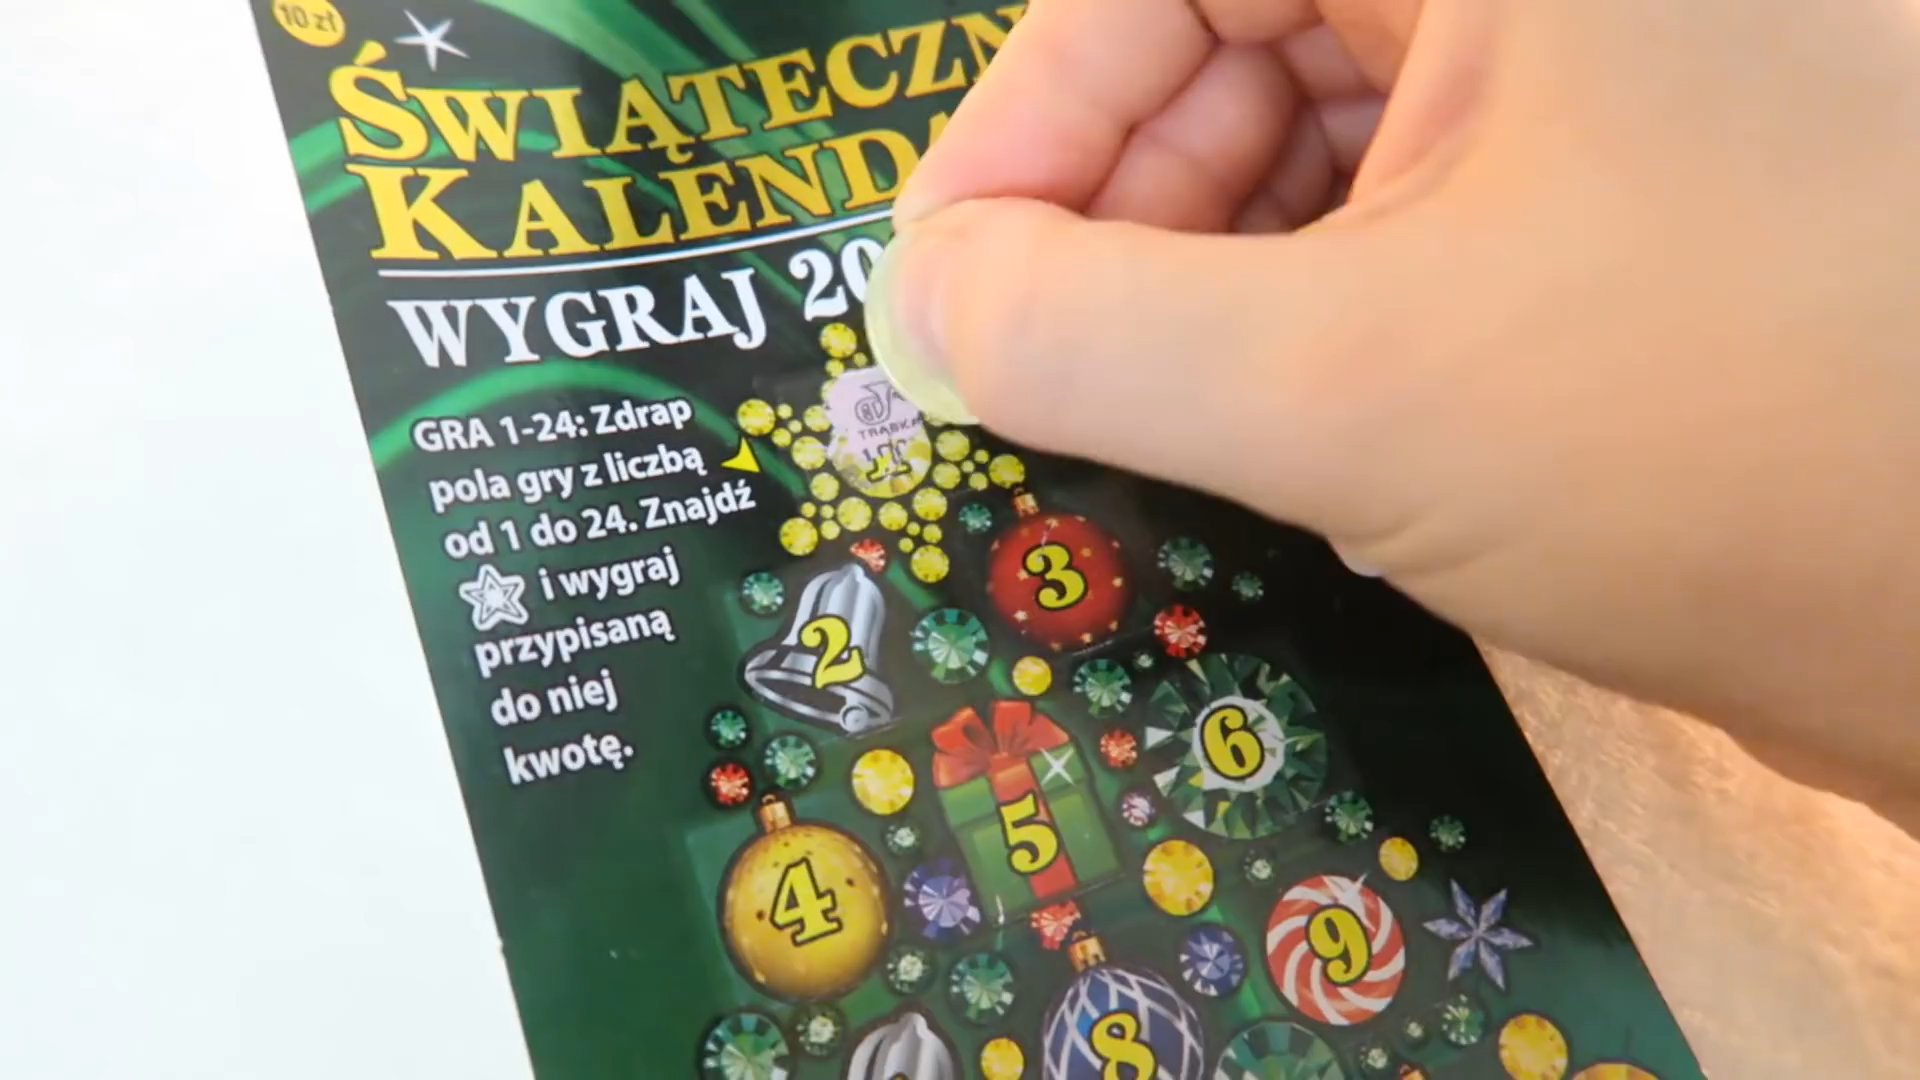 10 zł
ŚWIĄTECZN
KALENDA
WYGRAJ 20
GRA 1-24: Zdrap
pola gry z liczbą
od 1 do 24. Znajdź
i wygraj
przypisaną
do niej
kwotę.
TRĄBKA
3
2
6
5
4
9
8